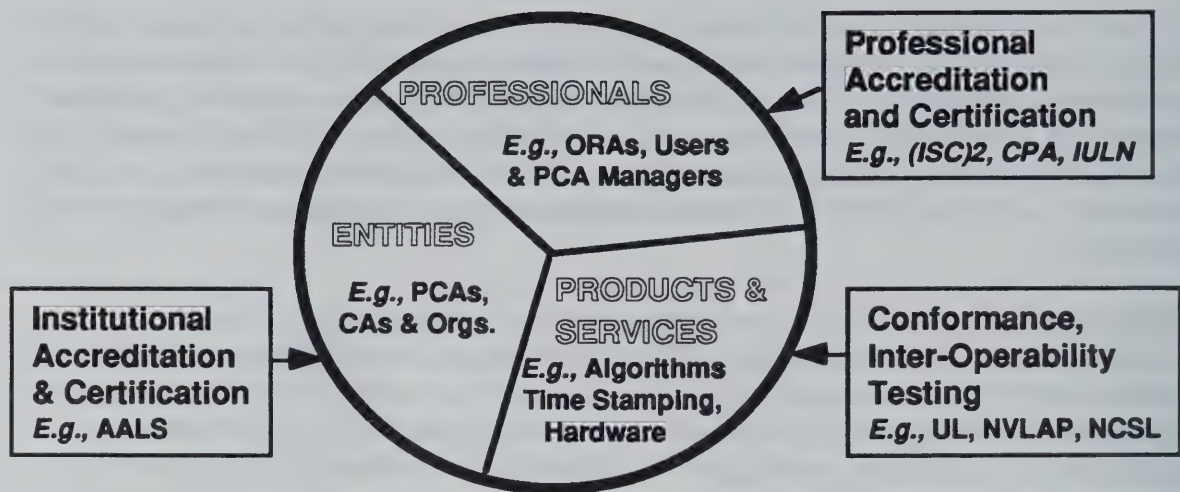 PROFESSIONALS
E.g., ORAs, Users
& PCA Managers
Professional
Accreditation
and Certification
E.g., (ISC)2, CPA, IULN
ENTITIES
E.g., PCAs,
CAs & Orgs.
PRODUCTS &
SERVICES
E.g., Algorithms
Time Stamping,
Hardware
Institutional
Accreditation
& Certification
E.g., AALS
Conformance,
Inter-Operability
Testing
E.g., UL, NVLAP, NCSL